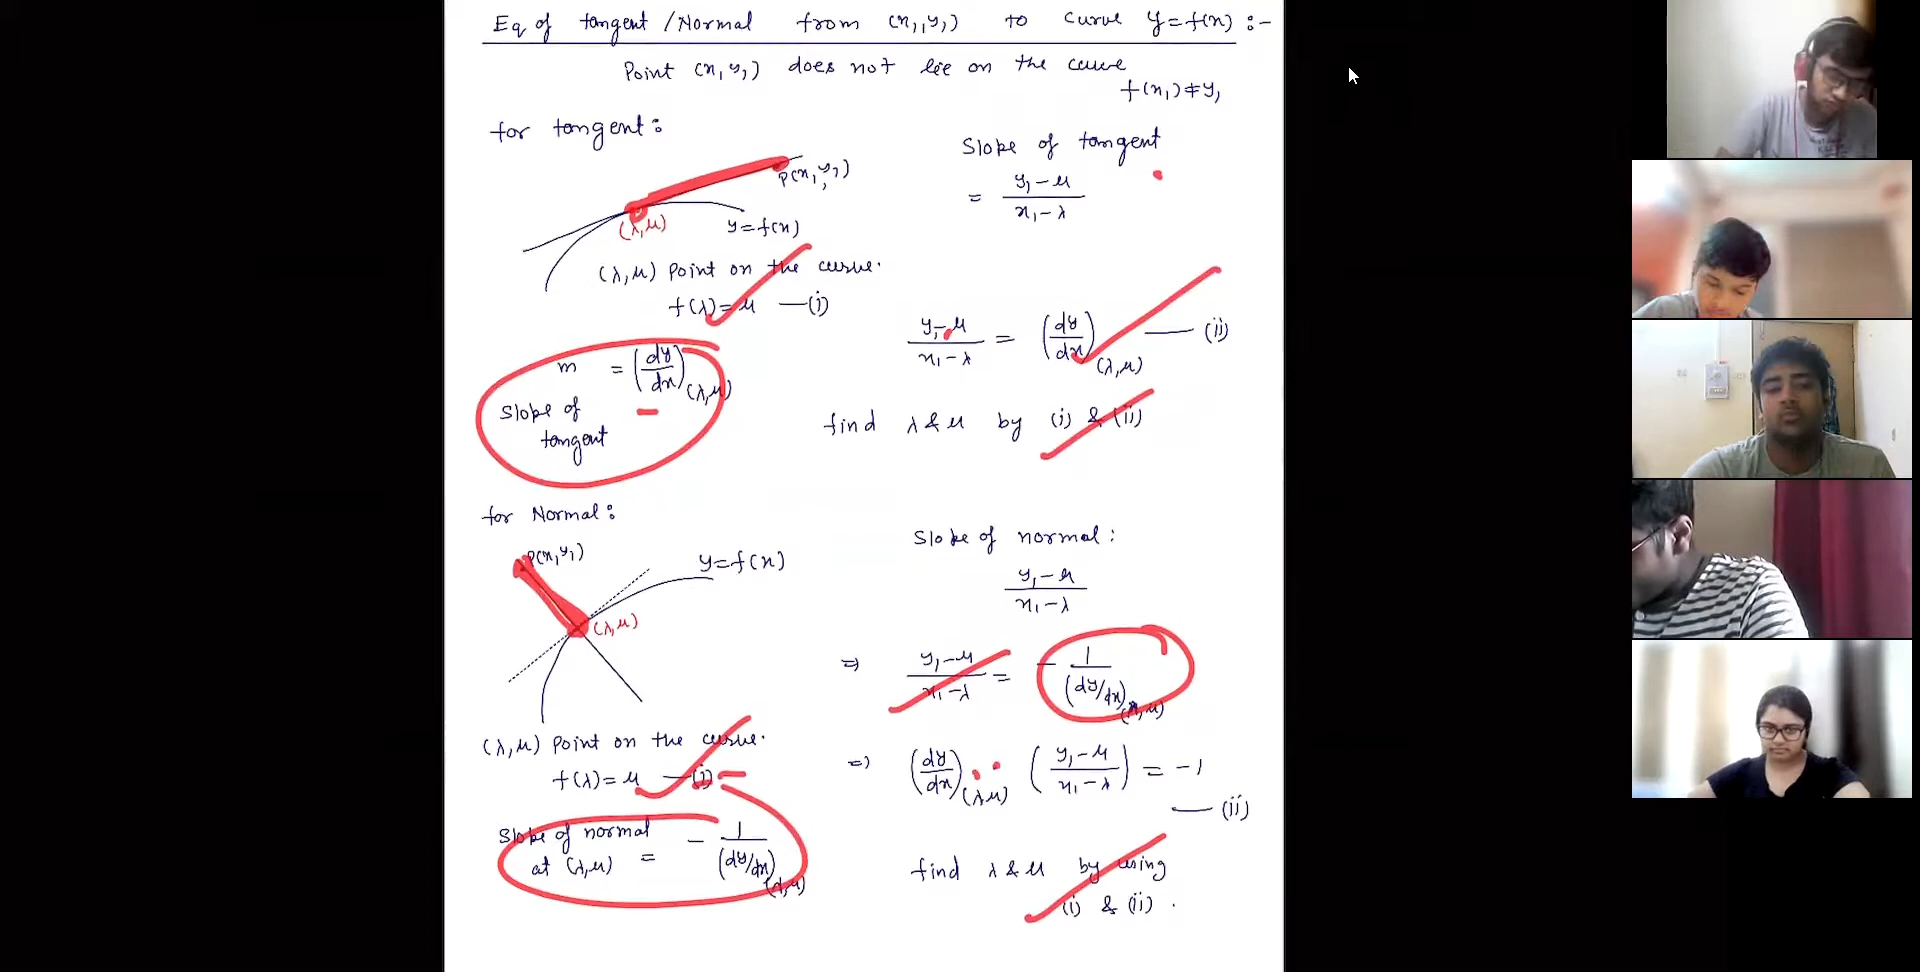 Eq of tangent / Normal from (x₁,y₁) to curve y=f(x) :-
Point (x₁y₁) does not lie on the curve
f(x₁)≠y₁
for tangent:
P(x₁,y₁)
(λ,μ)
y=f(x)
(λ,μ) Point on the curve.
f(λ)=μ —(i)
m = (dy/dx)(λ,μ)
Slope of
tangent
Slope of tangent
= (y₁-μ)/(x₁-λ)
(y₁-μ)/(x₁-λ) = (dy/dx)(λ,μ) —— (ii)
find λ & μ by (i) & (ii)
for Normal:
P(x₁y₁)
y=f(x)
(λ,μ)
(λ,μ) Point on the curve.
f(λ)=μ —(i)
Slope of normal
at (λ,μ) = - 1/(dy/dx)(λ,μ)
Slope of normal:
(y₁-μ)/(x₁-λ)
⇒ (y₁-μ)/(x₁-λ) = - 1/(dy/dx)(λ,μ)
⇒ (dy/dx)(λ,μ) ((y₁-μ)/(x₁-λ)) = -1
—— (ii)
find λ & μ by using
(i) & (ii) .